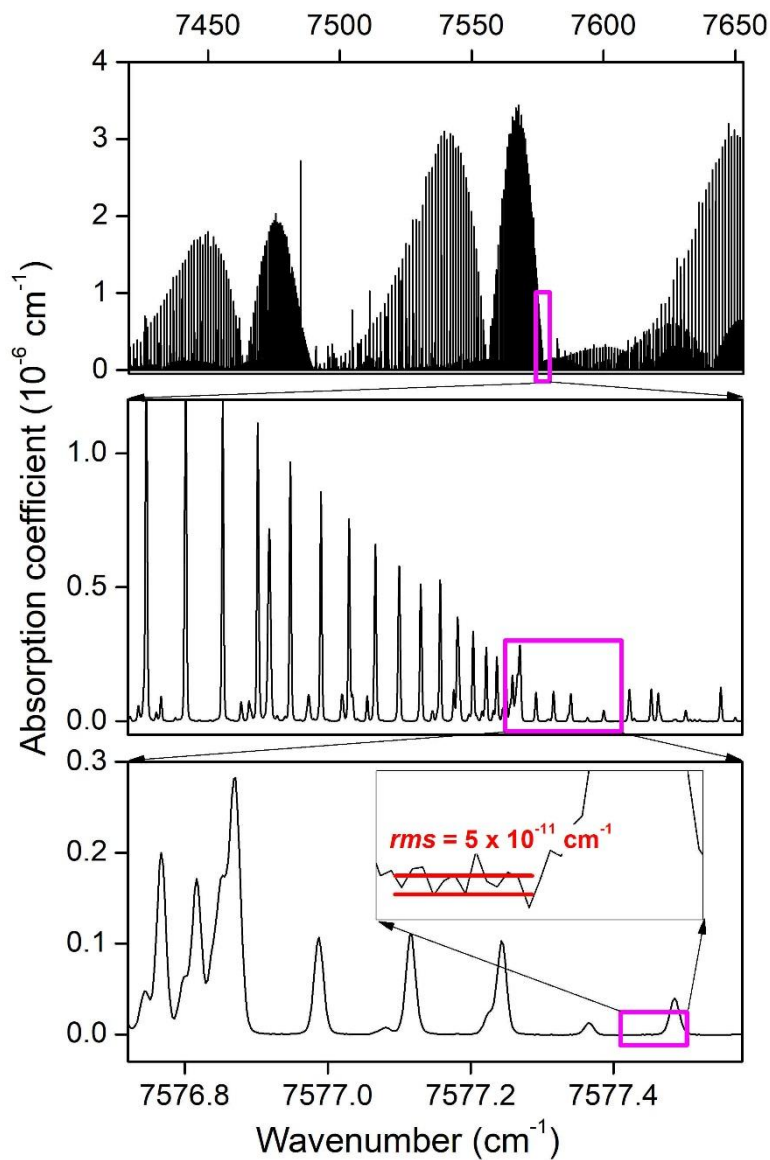 7450 7500 7550 7600 7650
4
3
2
1
0
1.0
0.5
0.0
0.3
0.2
0.1
0.0
Absorption coefficient (10⁻⁶ cm⁻¹)
rms = 5 x 10⁻¹¹ cm⁻¹
7576.8 7577.0 7577.2 7577.4
Wavenumber (cm⁻¹)